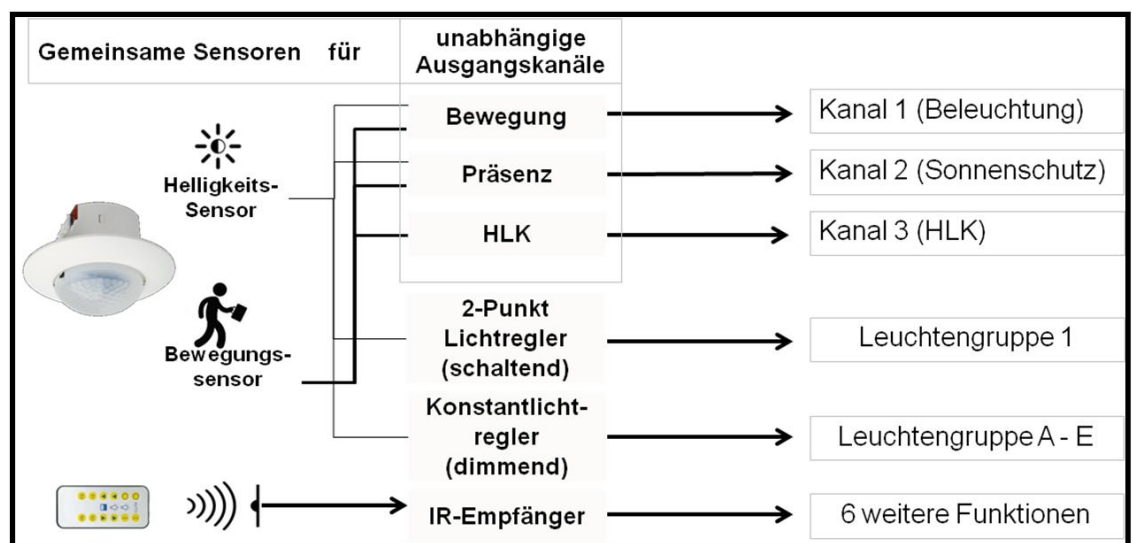 Gemeinsame Sensoren für
unabhängige
Ausgangskanäle
Helligkeits-
Sensor
Bewegungs-
sensor
Bewegung
Kanal 1 (Beleuchtung)
Präsenz
Kanal 2 (Sonnenschutz)
HLK
Kanal 3 (HLK)
2-Punkt
Lichtregler
(schaltend)
Leuchtengruppe 1
Konstantlicht-
regler
(dimmend)
Leuchtengruppe A - E
IR-Empfänger
6 weitere Funktionen